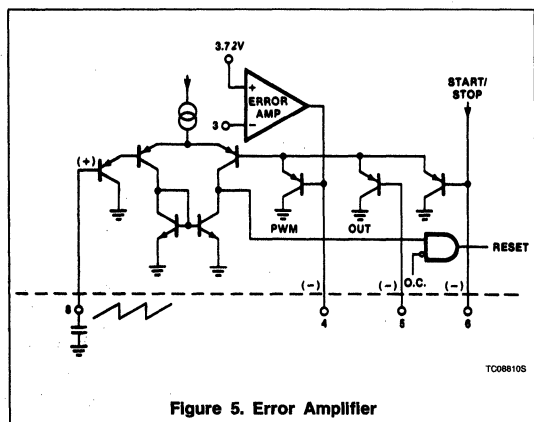 3.72V
START/
STOP
+
ERROR
AMP
3
−
(+)
PWM
OUT
RESET
O.C.
(−)
(−)
(−)
8
4
5
6
TC08810S
Figure 5. Error Amplifier